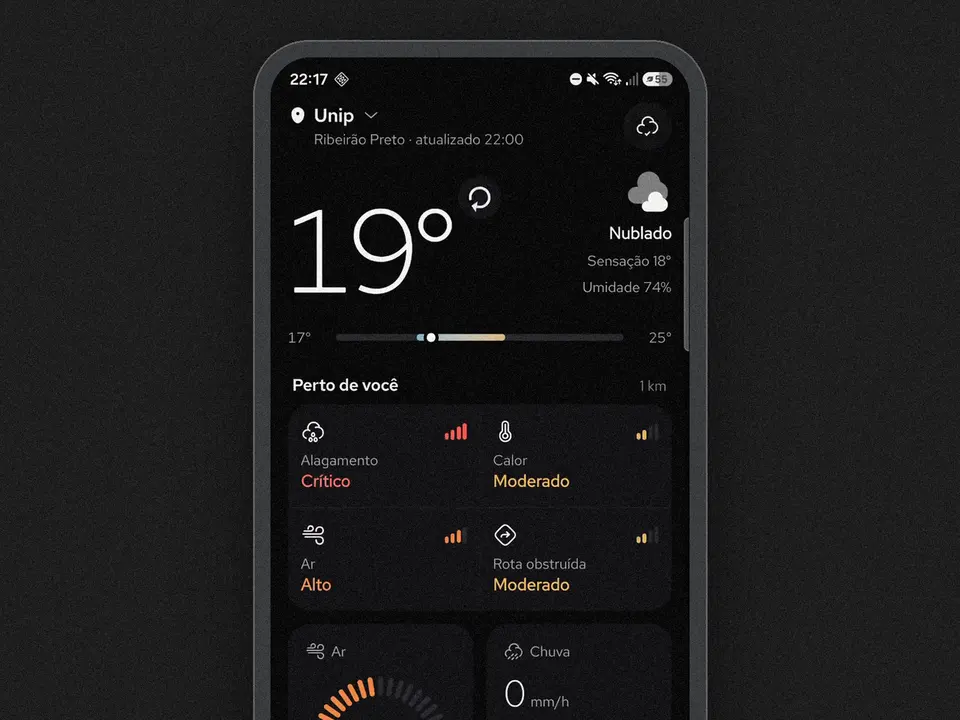 22:17
55
Unip
Ribeirão Preto · atualizado 22:00
19°
Nublado
Sensação 18°
Umidade 74%
17°
25°
Perto de você
1 km
Alagamento
Crítico
Calor
Moderado
Ar
Alto
Rota obstruída
Moderado
Ar
Chuva
0 mm/h